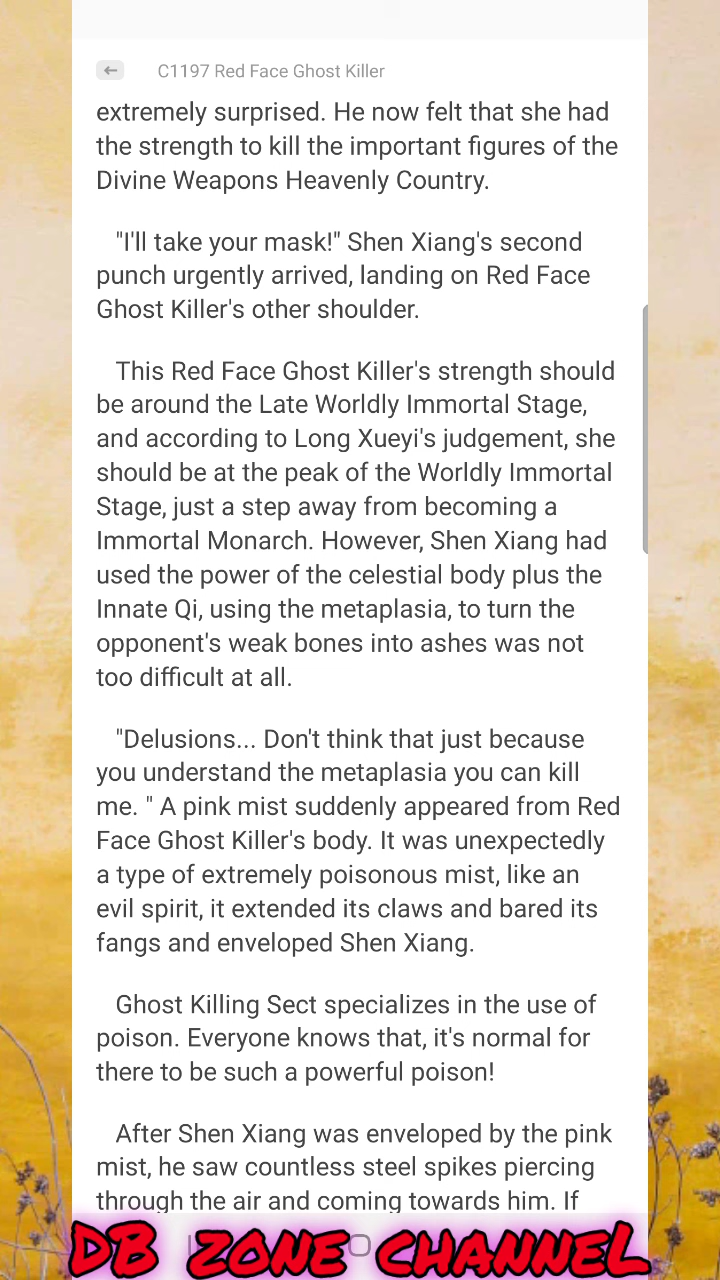 C1197 Red Face Ghost Killer
extremely surprised. He now felt that she had
the strength to kill the important figures of the
Divine Weapons Heavenly Country.
"I'll take your mask!" Shen Xiang's second
punch urgently arrived, landing on Red Face
Ghost Killer's other shoulder.
This Red Face Ghost Killer's strength should
be around the Late Worldly Immortal Stage,
and according to Long Xueyi's judgement, she
should be at the peak of the Worldly Immortal
Stage, just a step away from becoming a
Immortal Monarch. However, Shen Xiang had
used the power of the celestial body plus the
Innate Qi, using the metaplasia, to turn the
opponent's weak bones into ashes was not
too difficult at all.
"Delusions... Don't think that just because
you understand the metaplasia you can kill
me. " A pink mist suddenly appeared from Red
Face Ghost Killer's body. It was unexpectedly
a type of extremely poisonous mist, like an
evil spirit, it extended its claws and bared its
fangs and enveloped Shen Xiang.
Ghost Killing Sect specializes in the use of
poison. Everyone knows that, it's normal for
there to be such a powerful poison!
After Shen Xiang was enveloped by the pink
mist, he saw countless steel spikes piercing
through the air and coming towards him. If
DB ZONE CHANNEL